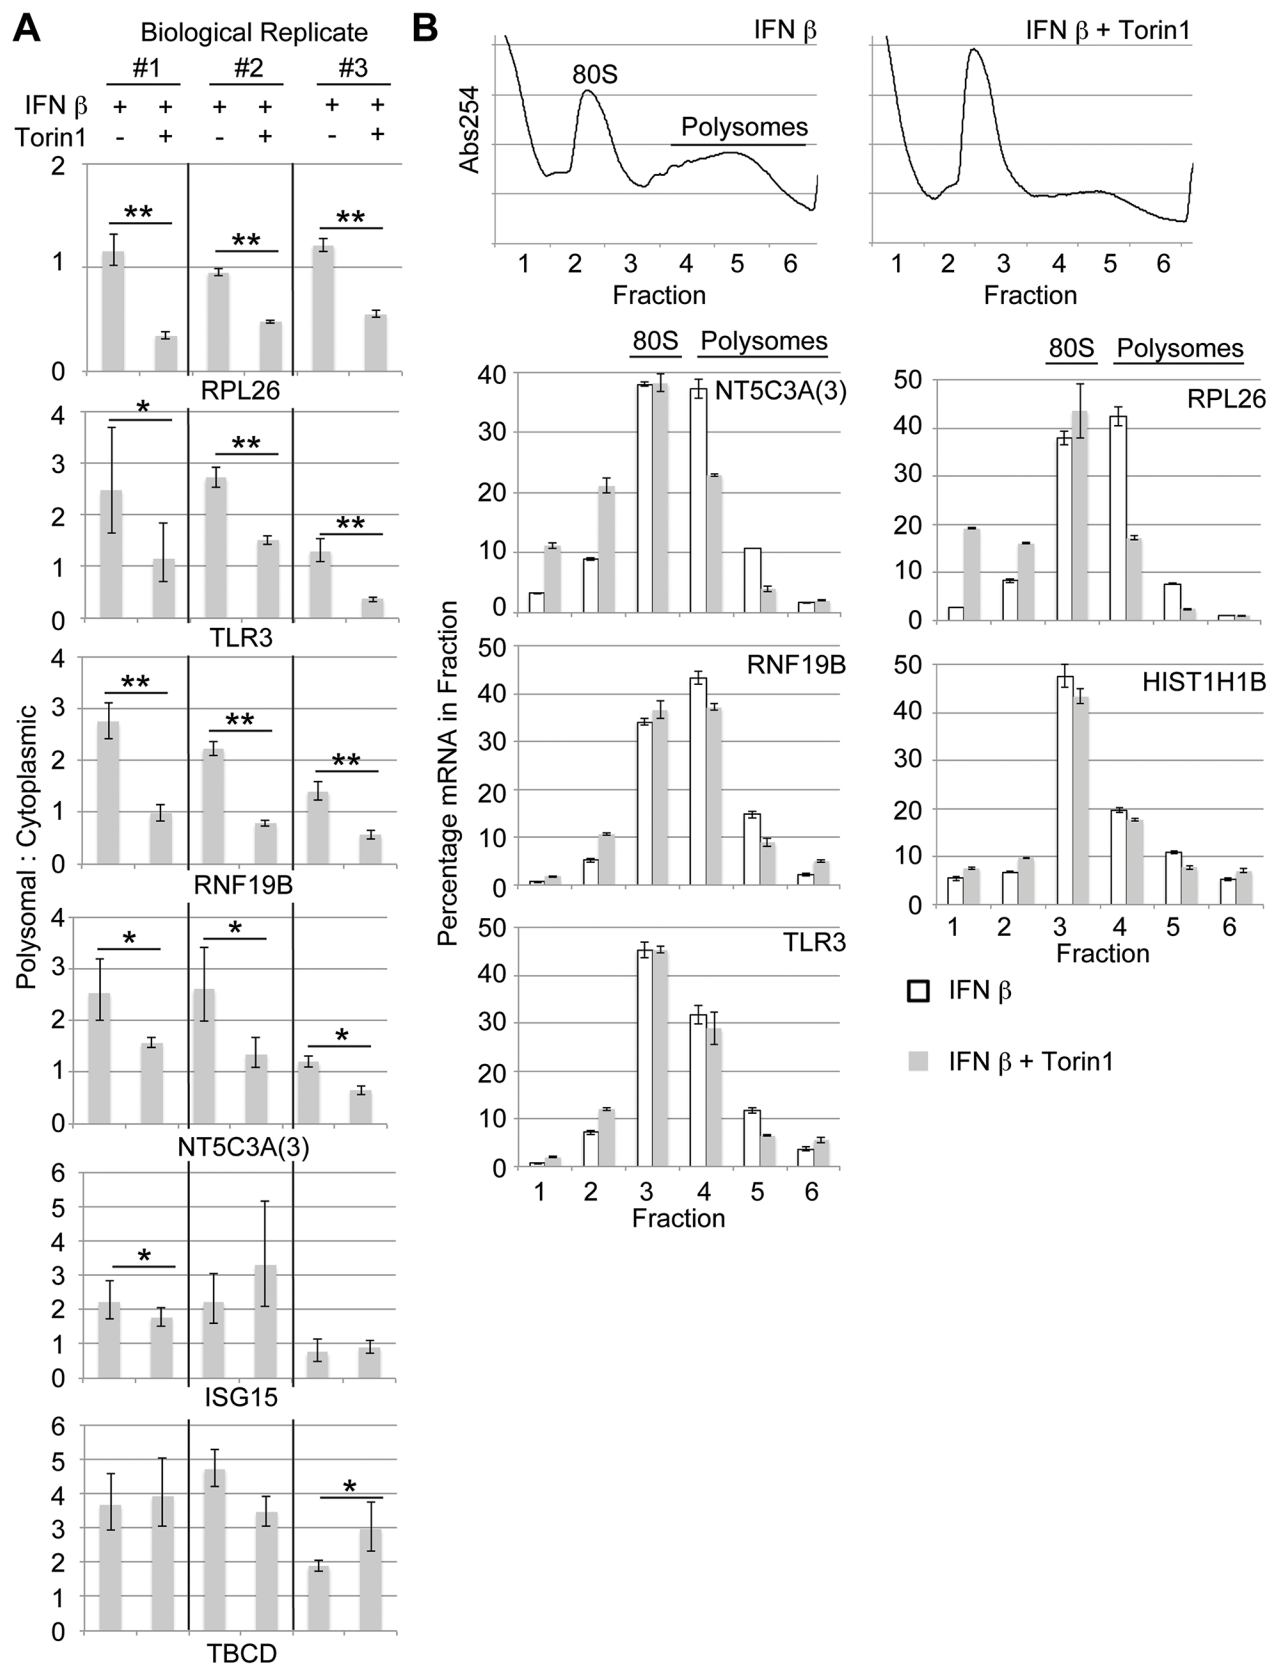 A
Biological Replicate
#1 #2 #3
IFN β + + + + + +
Torin1 - + - + - +
Polysomal : Cytoplasmic
2
**
**
**
1
0
RPL26
4
*
**
3
**
2
1
0
TLR3
4
**
3
**
**
2
1
0
RNF19B
4
*
*
3
2
*
1
0
NT5C3A(3)
6
5
4
*
3
2
1
0
ISG15
6
5
*
4
3
2
1
0
TBCD
B
IFN β
Abs254
80S
Polysomes
1 2 3 4 5 6
Fraction
IFN β + Torin1
1 2 3 4 5 6
Fraction
Percentage mRNA in Fraction
80S Polysomes
NT5C3A(3)
40
30
20
10
0
RNF19B
50
40
30
20
10
0
TLR3
50
40
30
20
10
0
1 2 3 4 5 6
Fraction
80S Polysomes
RPL26
50
40
30
20
10
0
HIST1H1B
50
40
30
20
10
0
1 2 3 4 5 6
Fraction
IFN β
IFN β + Torin1